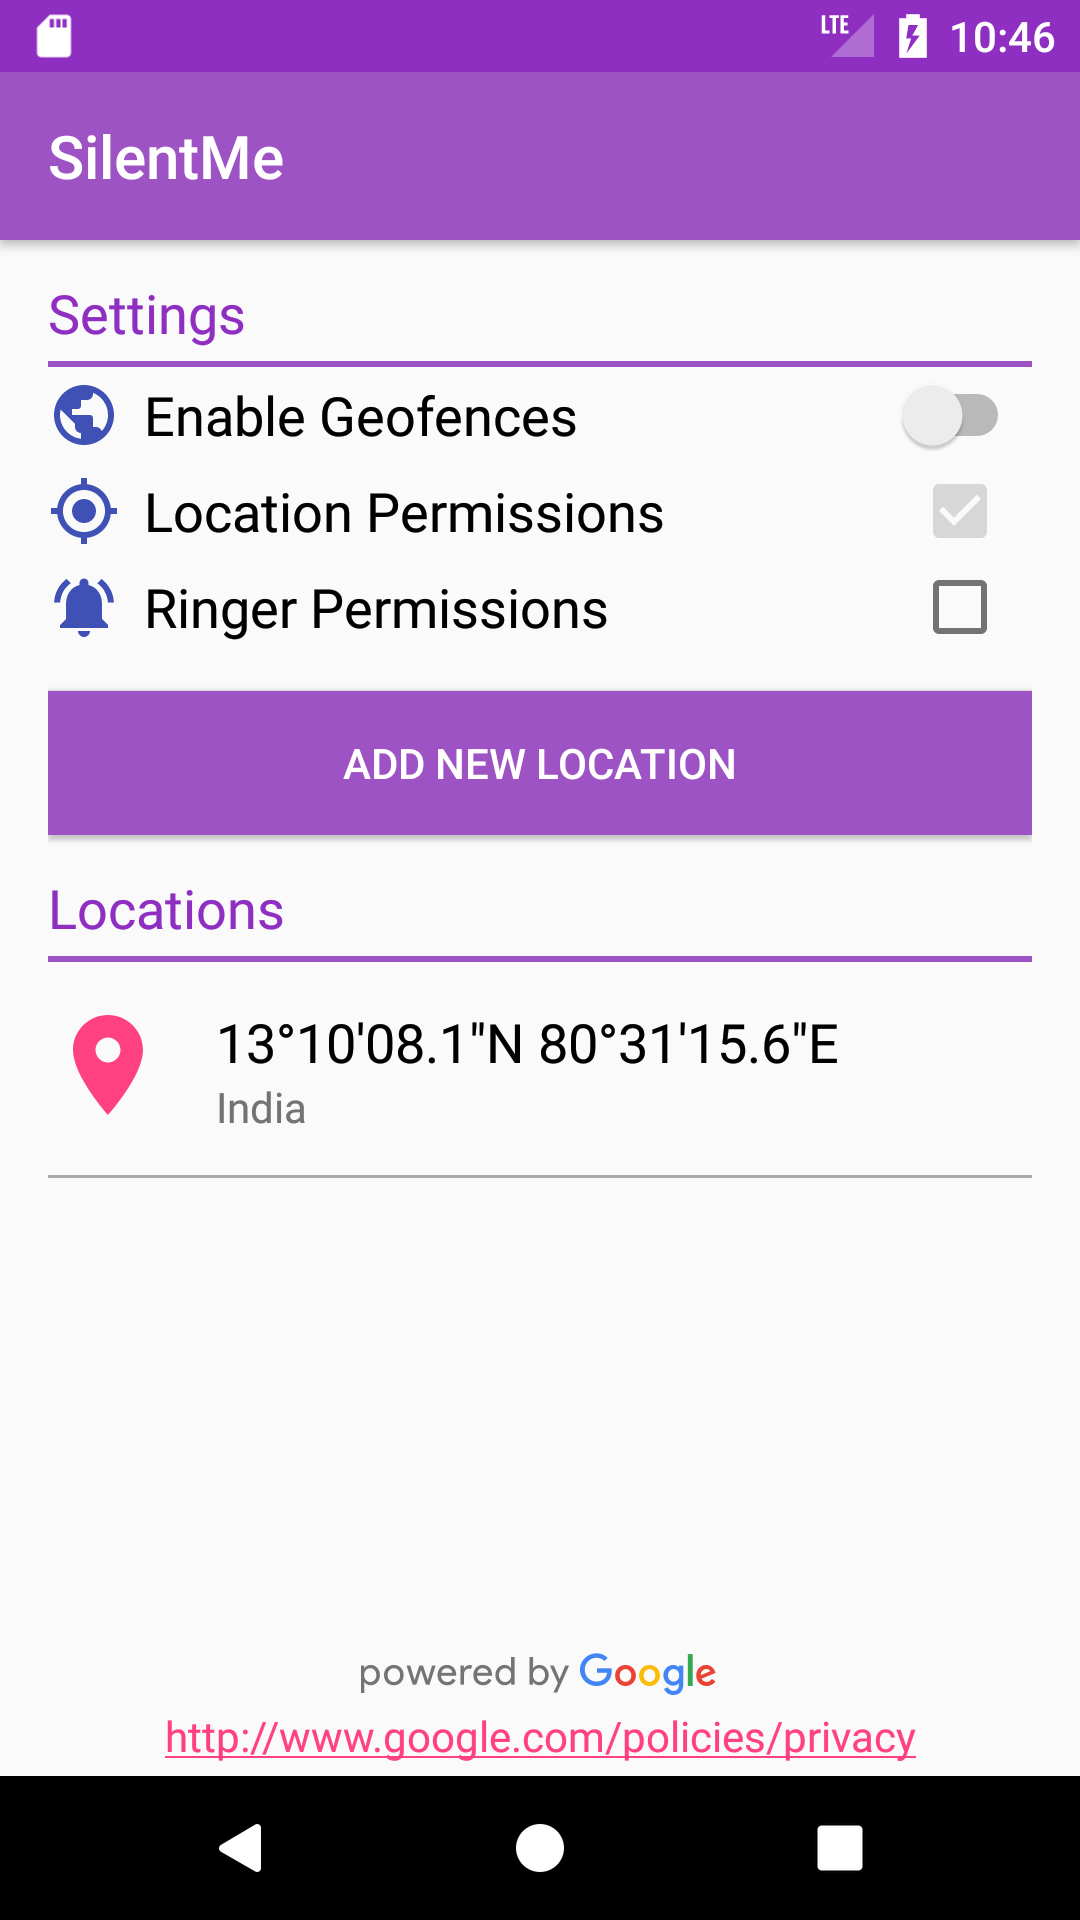 LTE 10:46
SilentMe
Settings
Enable Geofences
Location Permissions
Ringer Permissions
ADD NEW LOCATION
Locations
13°10'08.1"N 80°31'15.6"E
India
powered by Google
http://www.google.com/policies/privacy